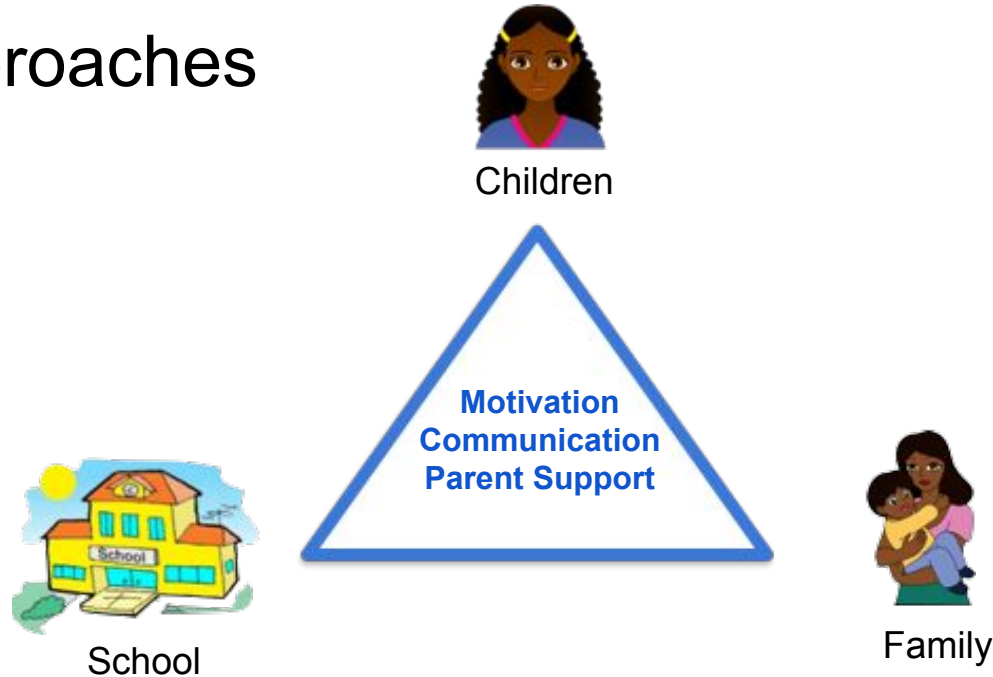 roaches
Children
Motivation
Communication
Parent Support
School
School
Family